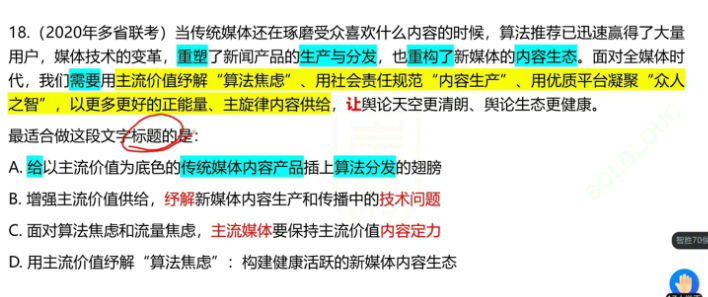 18.（2020年多省联考）当传统媒体还在琢磨受众喜欢什么内容的时候，算法推荐已迅速赢得了大量
用户，媒体技术的变革，重塑了新闻产品的生产与分发，也重构了新媒体的内容生态。面对全媒体时
代，我们需要用主流价值纾解“算法焦虑”、用社会责任规范“内容生产”、用优质平台凝聚“众人
之智”，以更多更好的正能量、主旋律内容供给，让舆论天空更清朗、舆论生态更健康。
最适合做这段文字标题的是：
A. 给以主流价值为底色的传统媒体内容产品插上算法分发的翅膀
B. 增强主流价值供给，纾解新媒体内容生产和传播中的技术问题
C. 面对算法焦虑和流量焦虑，主流媒体要保持主流价值内容定力
D. 用主流价值纾解“算法焦虑”：构建健康活跃的新媒体内容生态